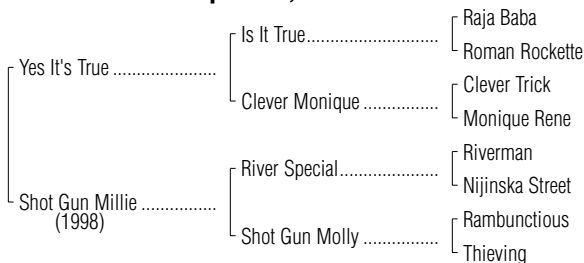 Raja Baba
Is It True
Roman Rockette
Yes It's True
Clever Trick
Clever Monique
Monique Rene
Riverman
River Special
Nijinska Street
Shot Gun Millie
(1998)
Rambunctious
Shot Gun Molly
Thieving